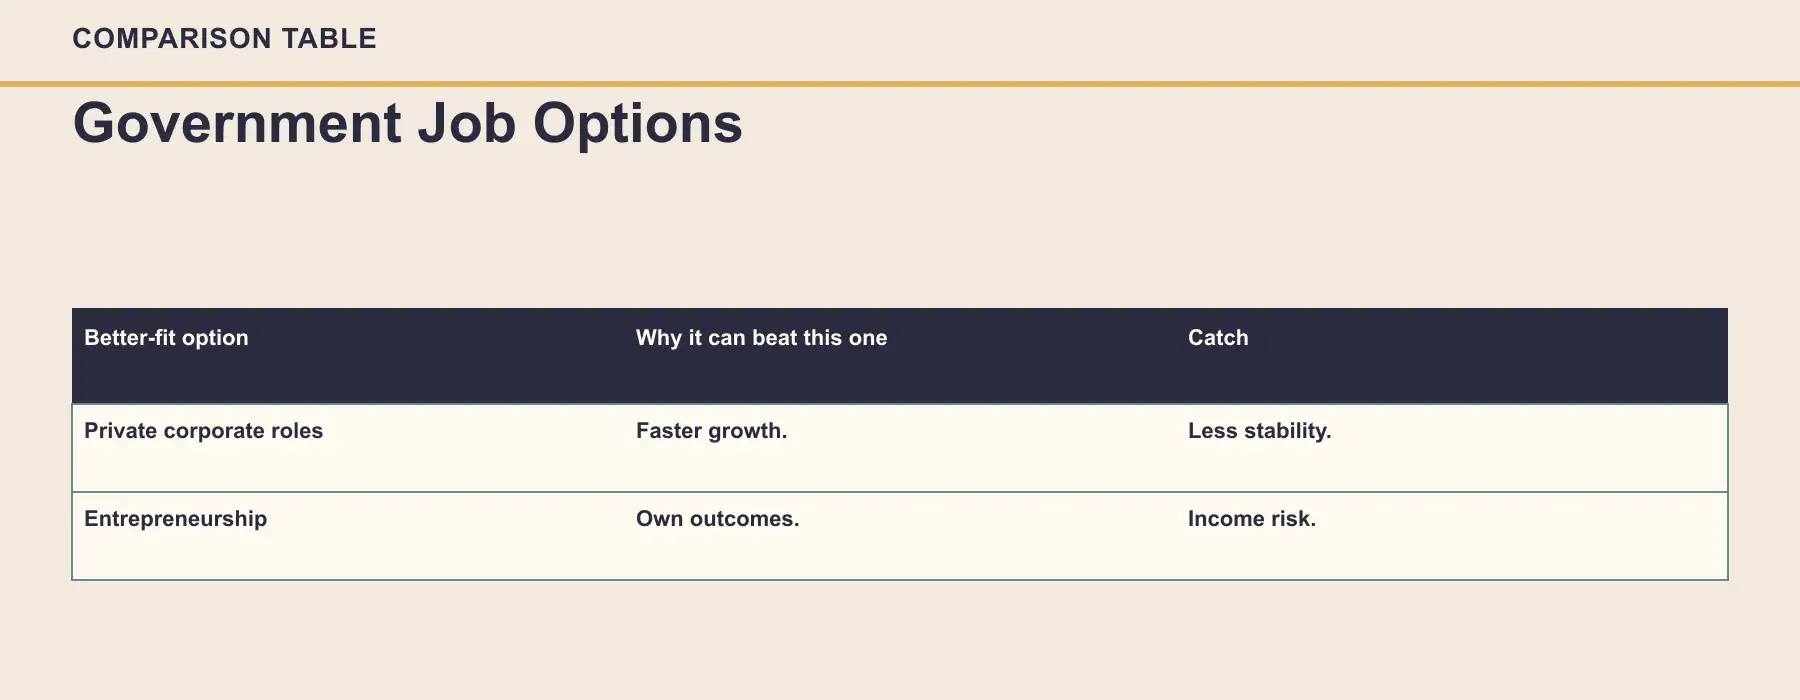 COMPARISON TABLE
Government Job Options
Better-fit option Why it can beat this one Catch
Private corporate roles Faster growth. Less stability.
Entrepreneurship Own outcomes. Income risk.